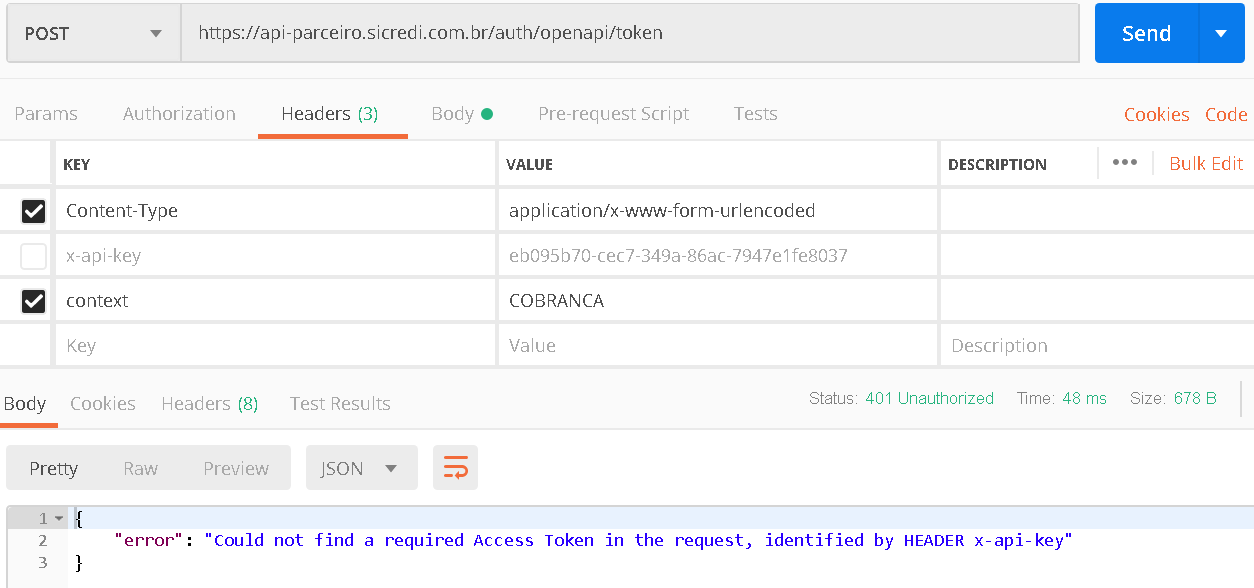 POST https://api-parceiro.sicredi.com.br/auth/openapi/token Send
Params Authorization Headers (3) Body Pre-request Script Tests Cookies Code
KEY VALUE DESCRIPTION ••• Bulk Edit
Content-Type application/x-www-form-urlencoded
x-api-key eb095b70-cec7-349a-86ac-7947e1fe8037
context COBRANCA
Key Value Description
Body Cookies Headers (8) Test Results Status: 401 Unauthorized Time: 48 ms Size: 678 B
Pretty Raw Preview JSON
1 {
2 "error": "Could not find a required Access Token in the request, identified by HEADER x-api-key"
3 }